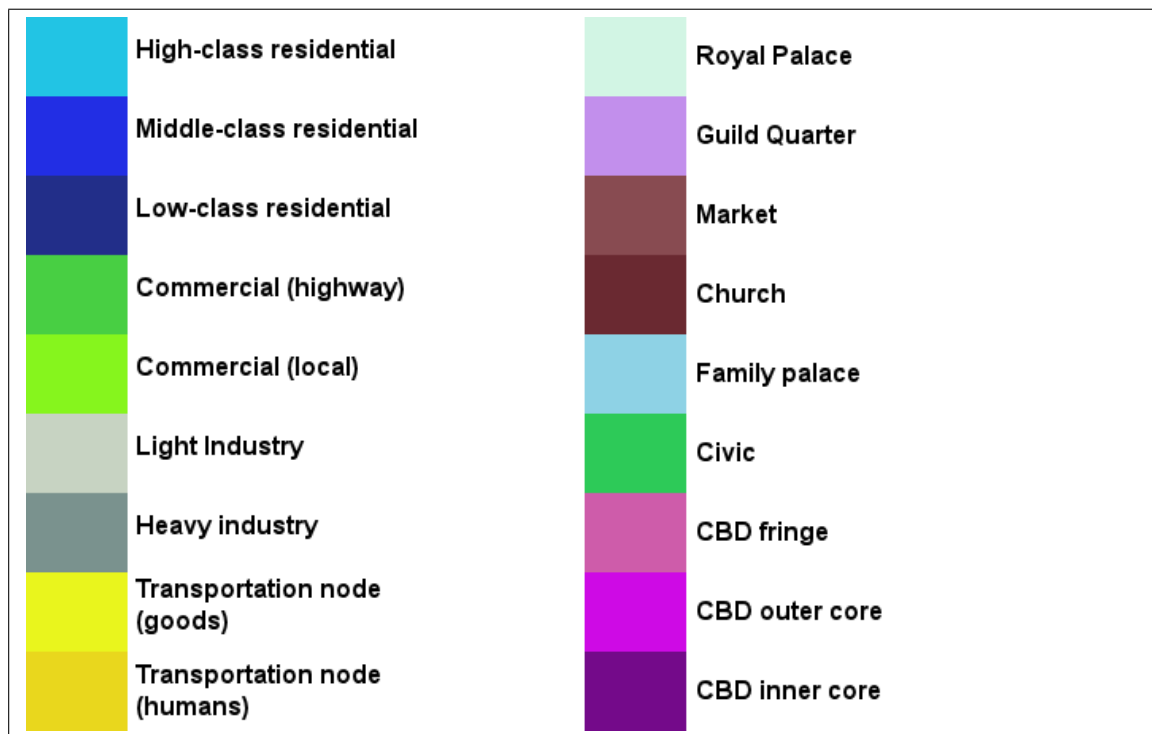 High-class residential
Middle-class residential
Low-class residential
Commercial (highway)
Commercial (local)
Light Industry
Heavy industry
Transportation node
(goods)
Transportation node
(humans)
Royal Palace
Guild Quarter
Market
Church
Family palace
Civic
CBD fringe
CBD outer core
CBD inner core